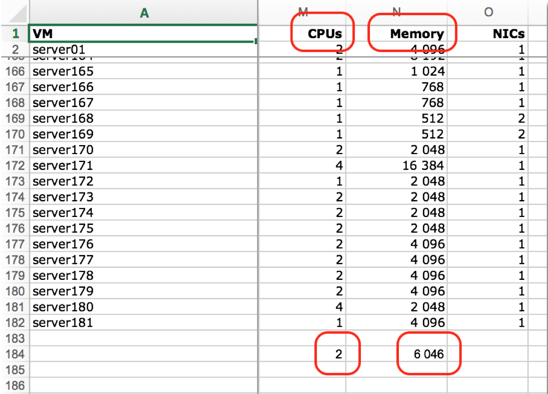 A M N O
1 VM CPUs Memory NICs
2 server01 2 4 096 1
166 server165 1 1 024 1
167 server166 1 768 1
168 server167 1 768 1
169 server168 1 512 2
170 server169 1 512 2
171 server170 2 2 048 1
172 server171 4 16 384 1
173 server172 1 2 048 1
174 server173 2 2 048 1
175 server174 2 2 048 1
176 server175 2 2 048 1
177 server176 2 4 096 1
178 server177 2 4 096 1
179 server178 2 4 096 1
180 server179 2 4 096 1
181 server180 4 2 048 1
182 server181 1 4 096 1
183
184 2 6 046
185
186